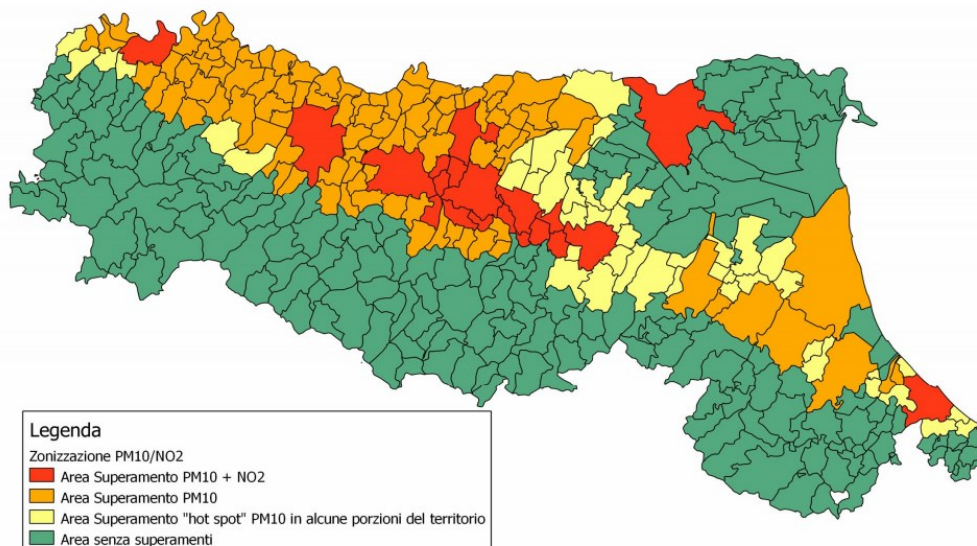 Legenda
Zonizzazione PM10/NO2
Area Superamento PM10 + NO2
Area Superamento PM10
Area Superamento "hot spot" PM10 in alcune porzioni del territorio
Area senza superamenti